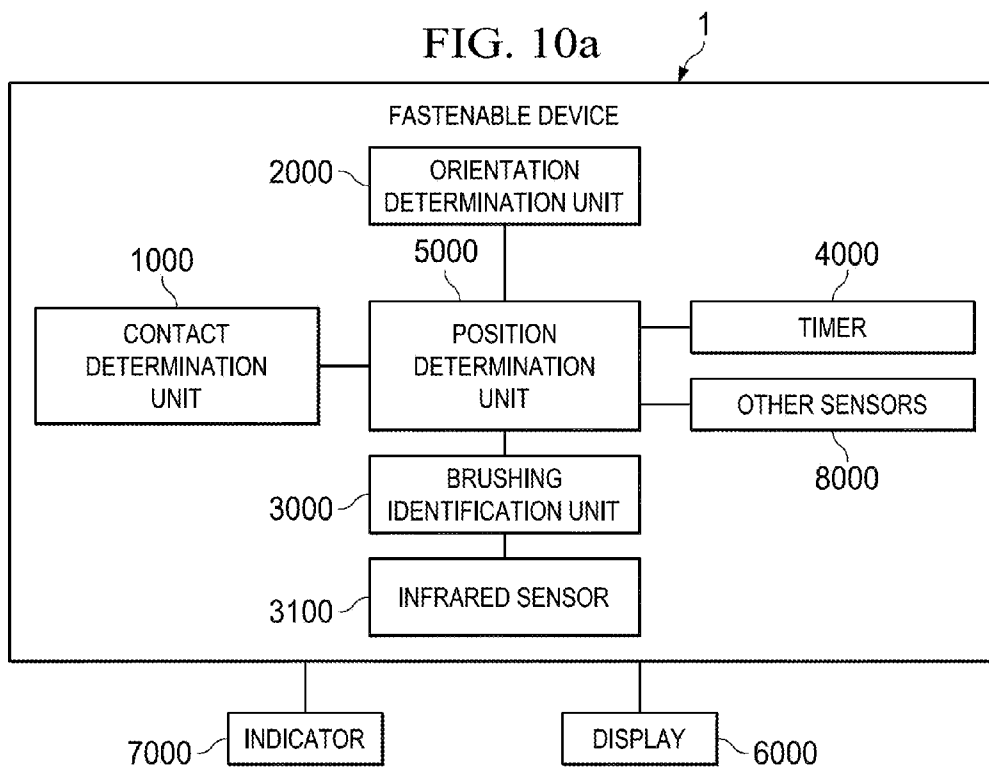 FIG. 10a
1
FASTENABLE DEVICE
2000
ORIENTATION
DETERMINATION UNIT
1000
CONTACT
DETERMINATION
UNIT
5000
POSITION
DETERMINATION
UNIT
4000
TIMER
OTHER SENSORS
8000
3000
BRUSHING
IDENTIFICATION UNIT
3100
INFRARED SENSOR
7000
INDICATOR
DISPLAY
6000